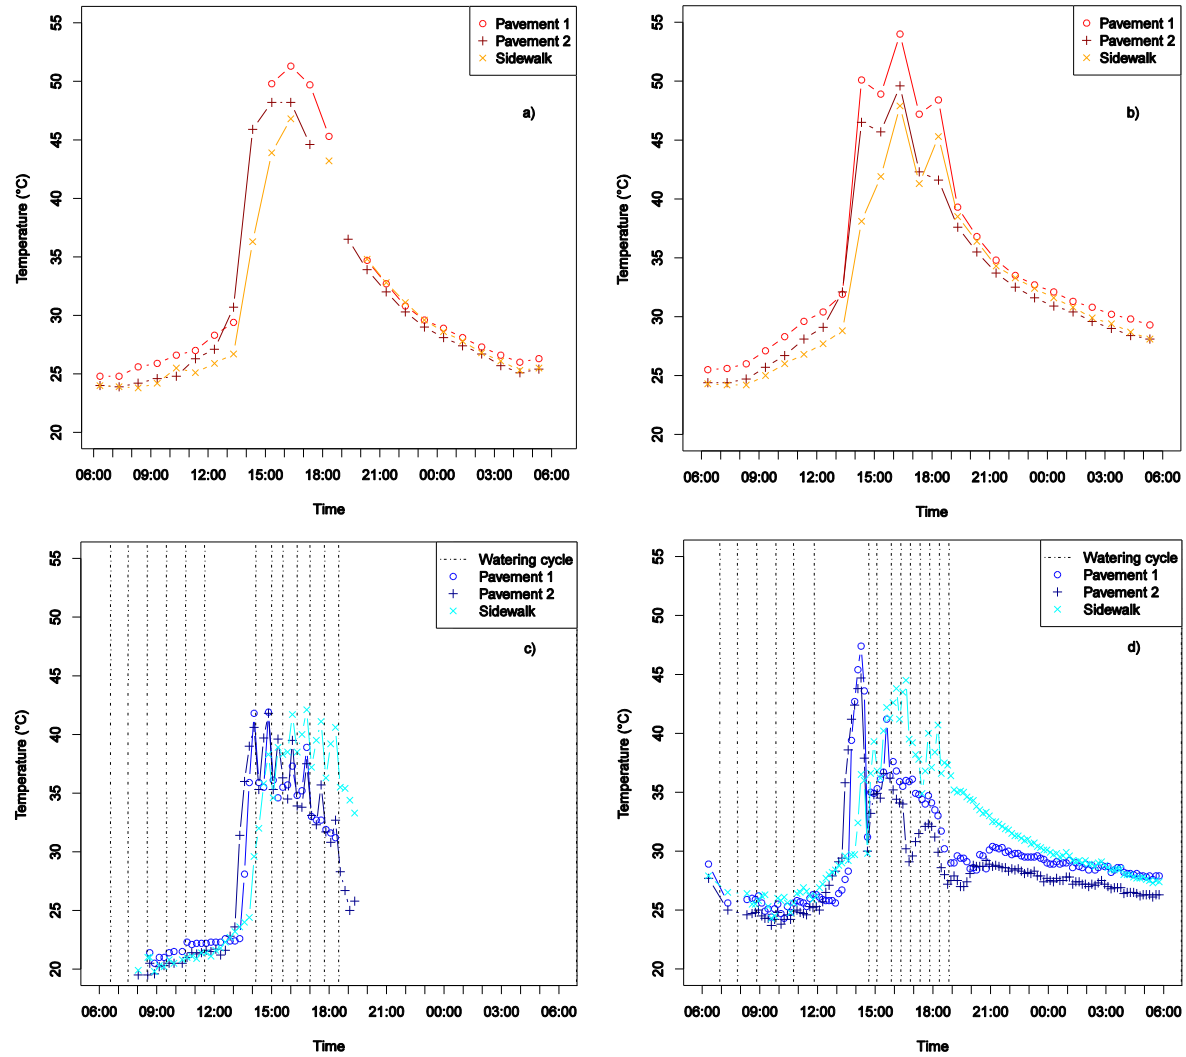 Pavement 1
Pavement 2
Sidewalk
a)
Temperature (°C)
55
50
45
40
35
30
25
20
06:00 09:00 12:00 15:00 18:00 21:00 00:00 03:00 06:00
Time
Pavement 1
Pavement 2
Sidewalk
b)
Temperature (°C)
55
50
45
40
35
30
25
20
06:00 09:00 12:00 15:00 18:00 21:00 00:00 03:00 06:00
Time
Watering cycle
Pavement 1
Pavement 2
Sidewalk
c)
Temperature (°C)
55
50
45
40
35
30
25
20
06:00 09:00 12:00 15:00 18:00 21:00 00:00 03:00 06:00
Time
Watering cycle
Pavement 1
Pavement 2
Sidewalk
d)
Temperature (°C)
55
50
45
40
35
30
25
20
06:00 09:00 12:00 15:00 18:00 21:00 00:00 03:00 06:00
Time